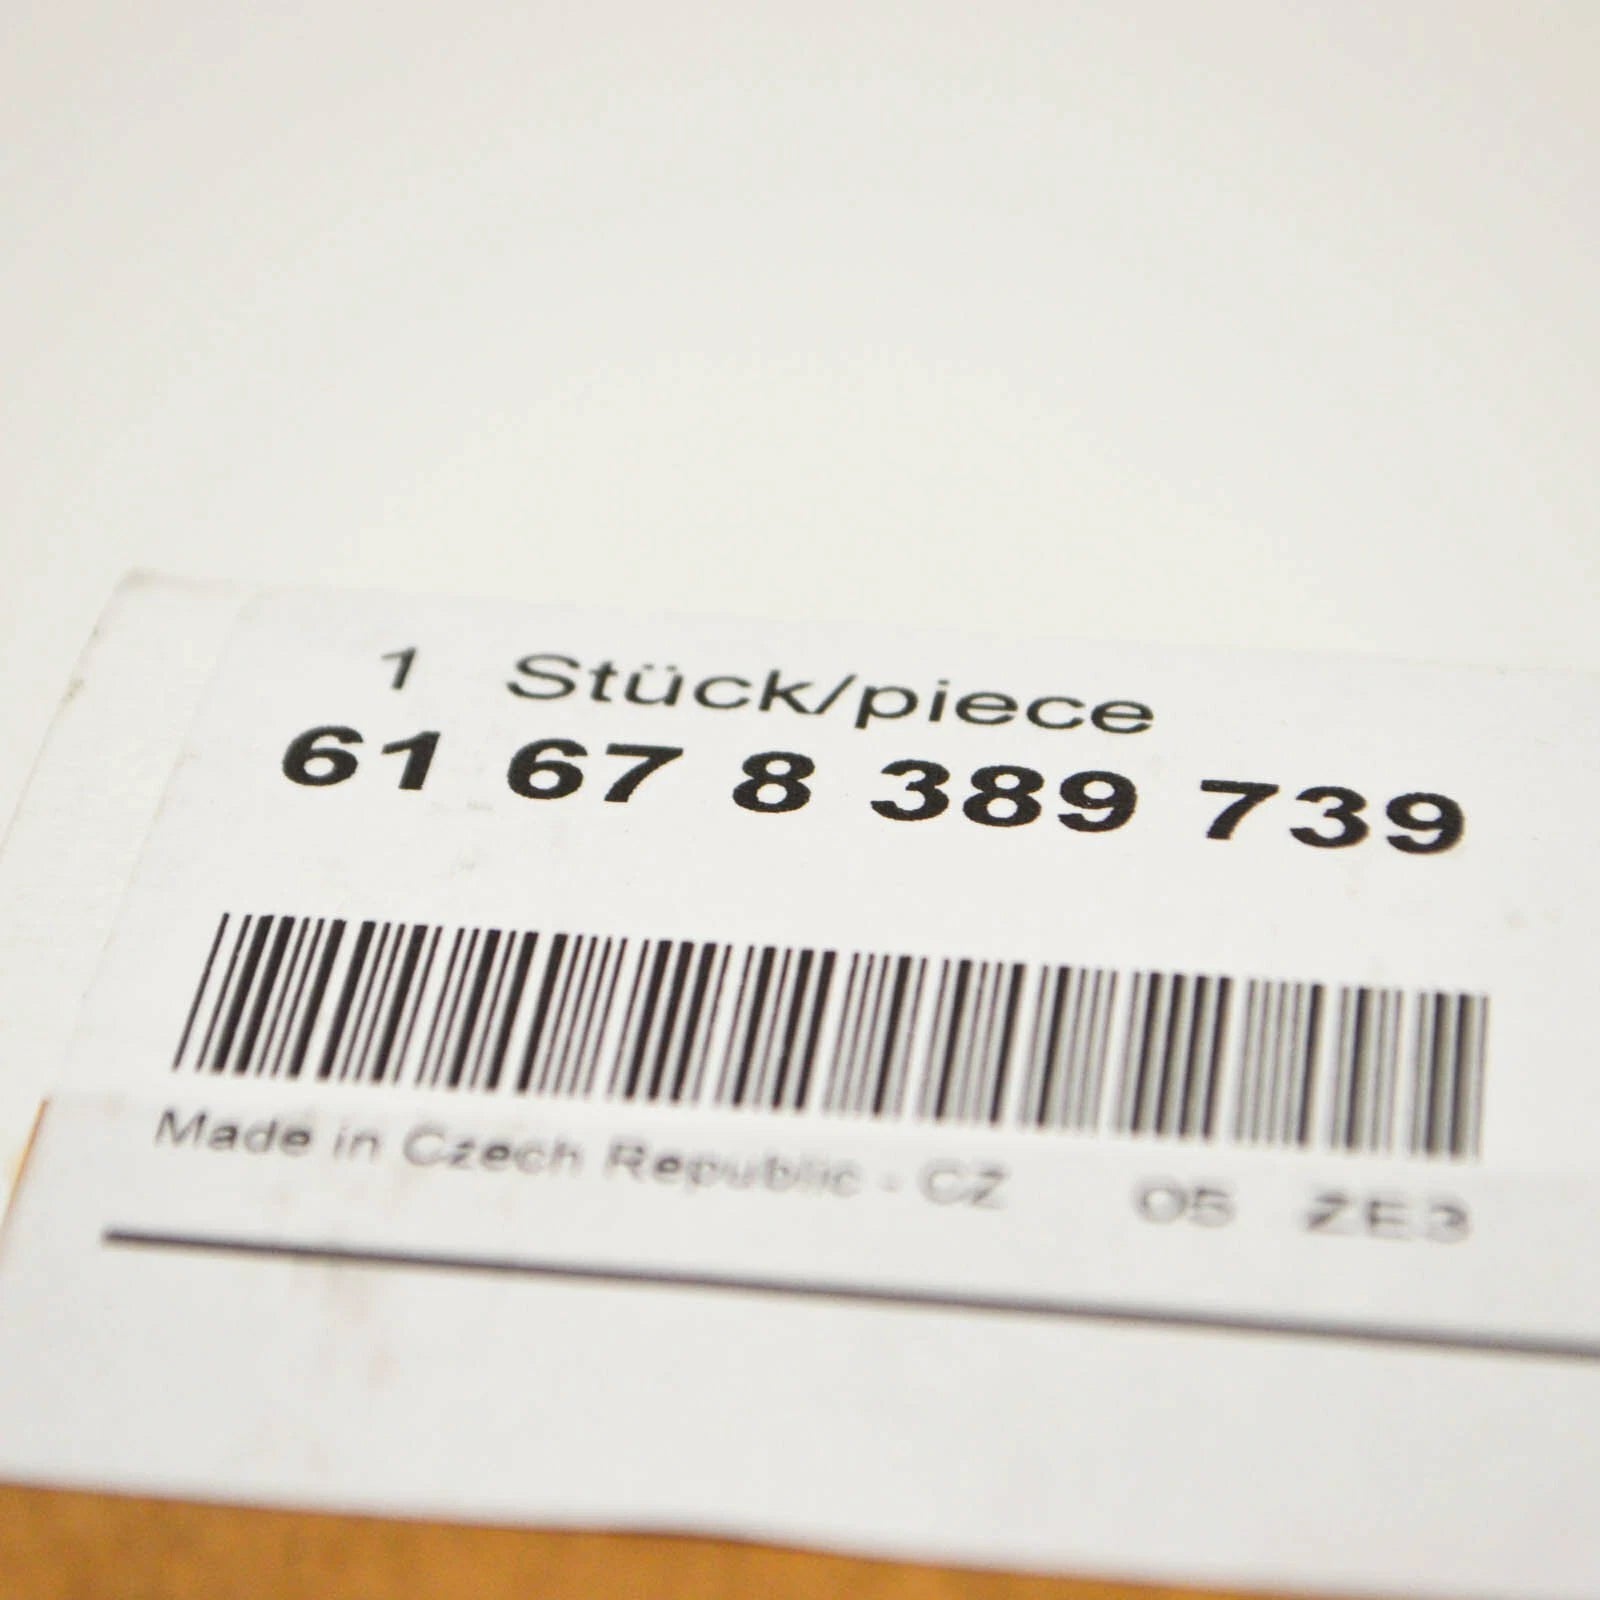 1 Stück/piece
61 67 8 389 739
Made in Czech Republic - CZ 05 ZE3